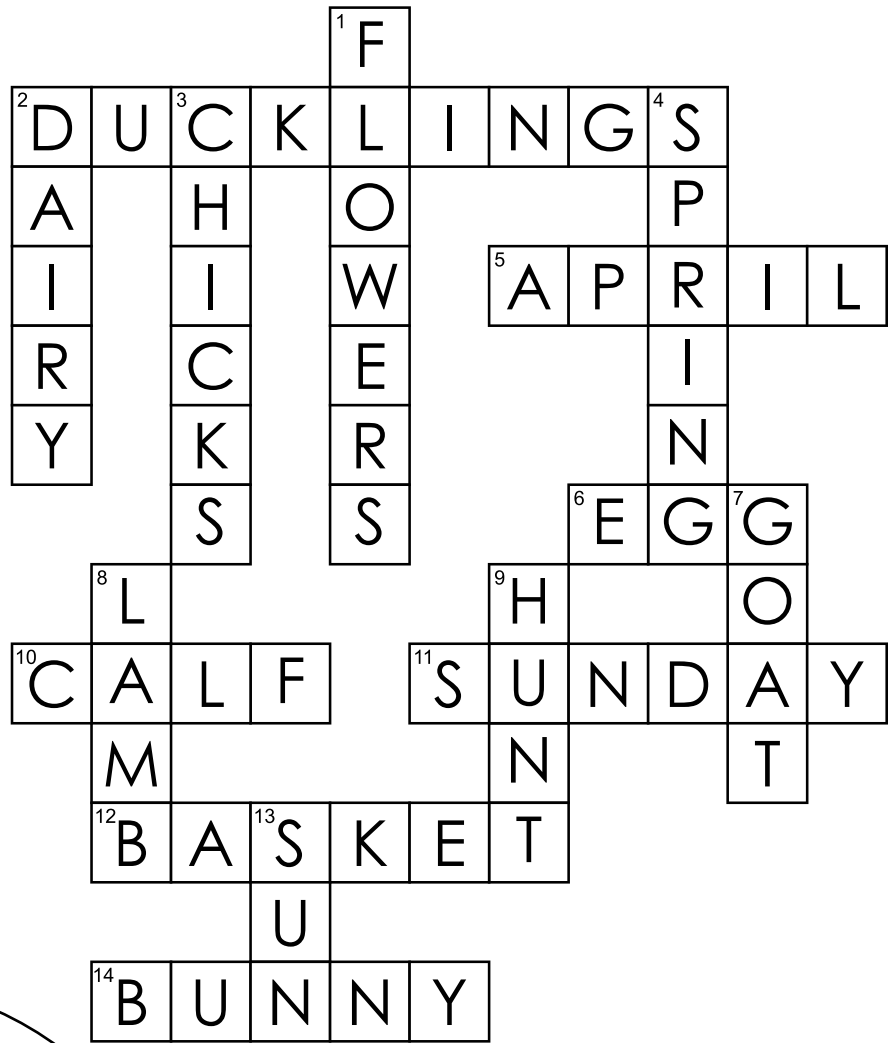 1 F
2 D U 3 C K L I N G 4 S
A H O P
I I W 5 A P R I L
R C E I
Y K R N
S S 6 E G 7 G
8 L 9 H O
10 C A L F 11 S U N D A Y
M N T
12 B A 13 S K E T
U
14 B U N N Y